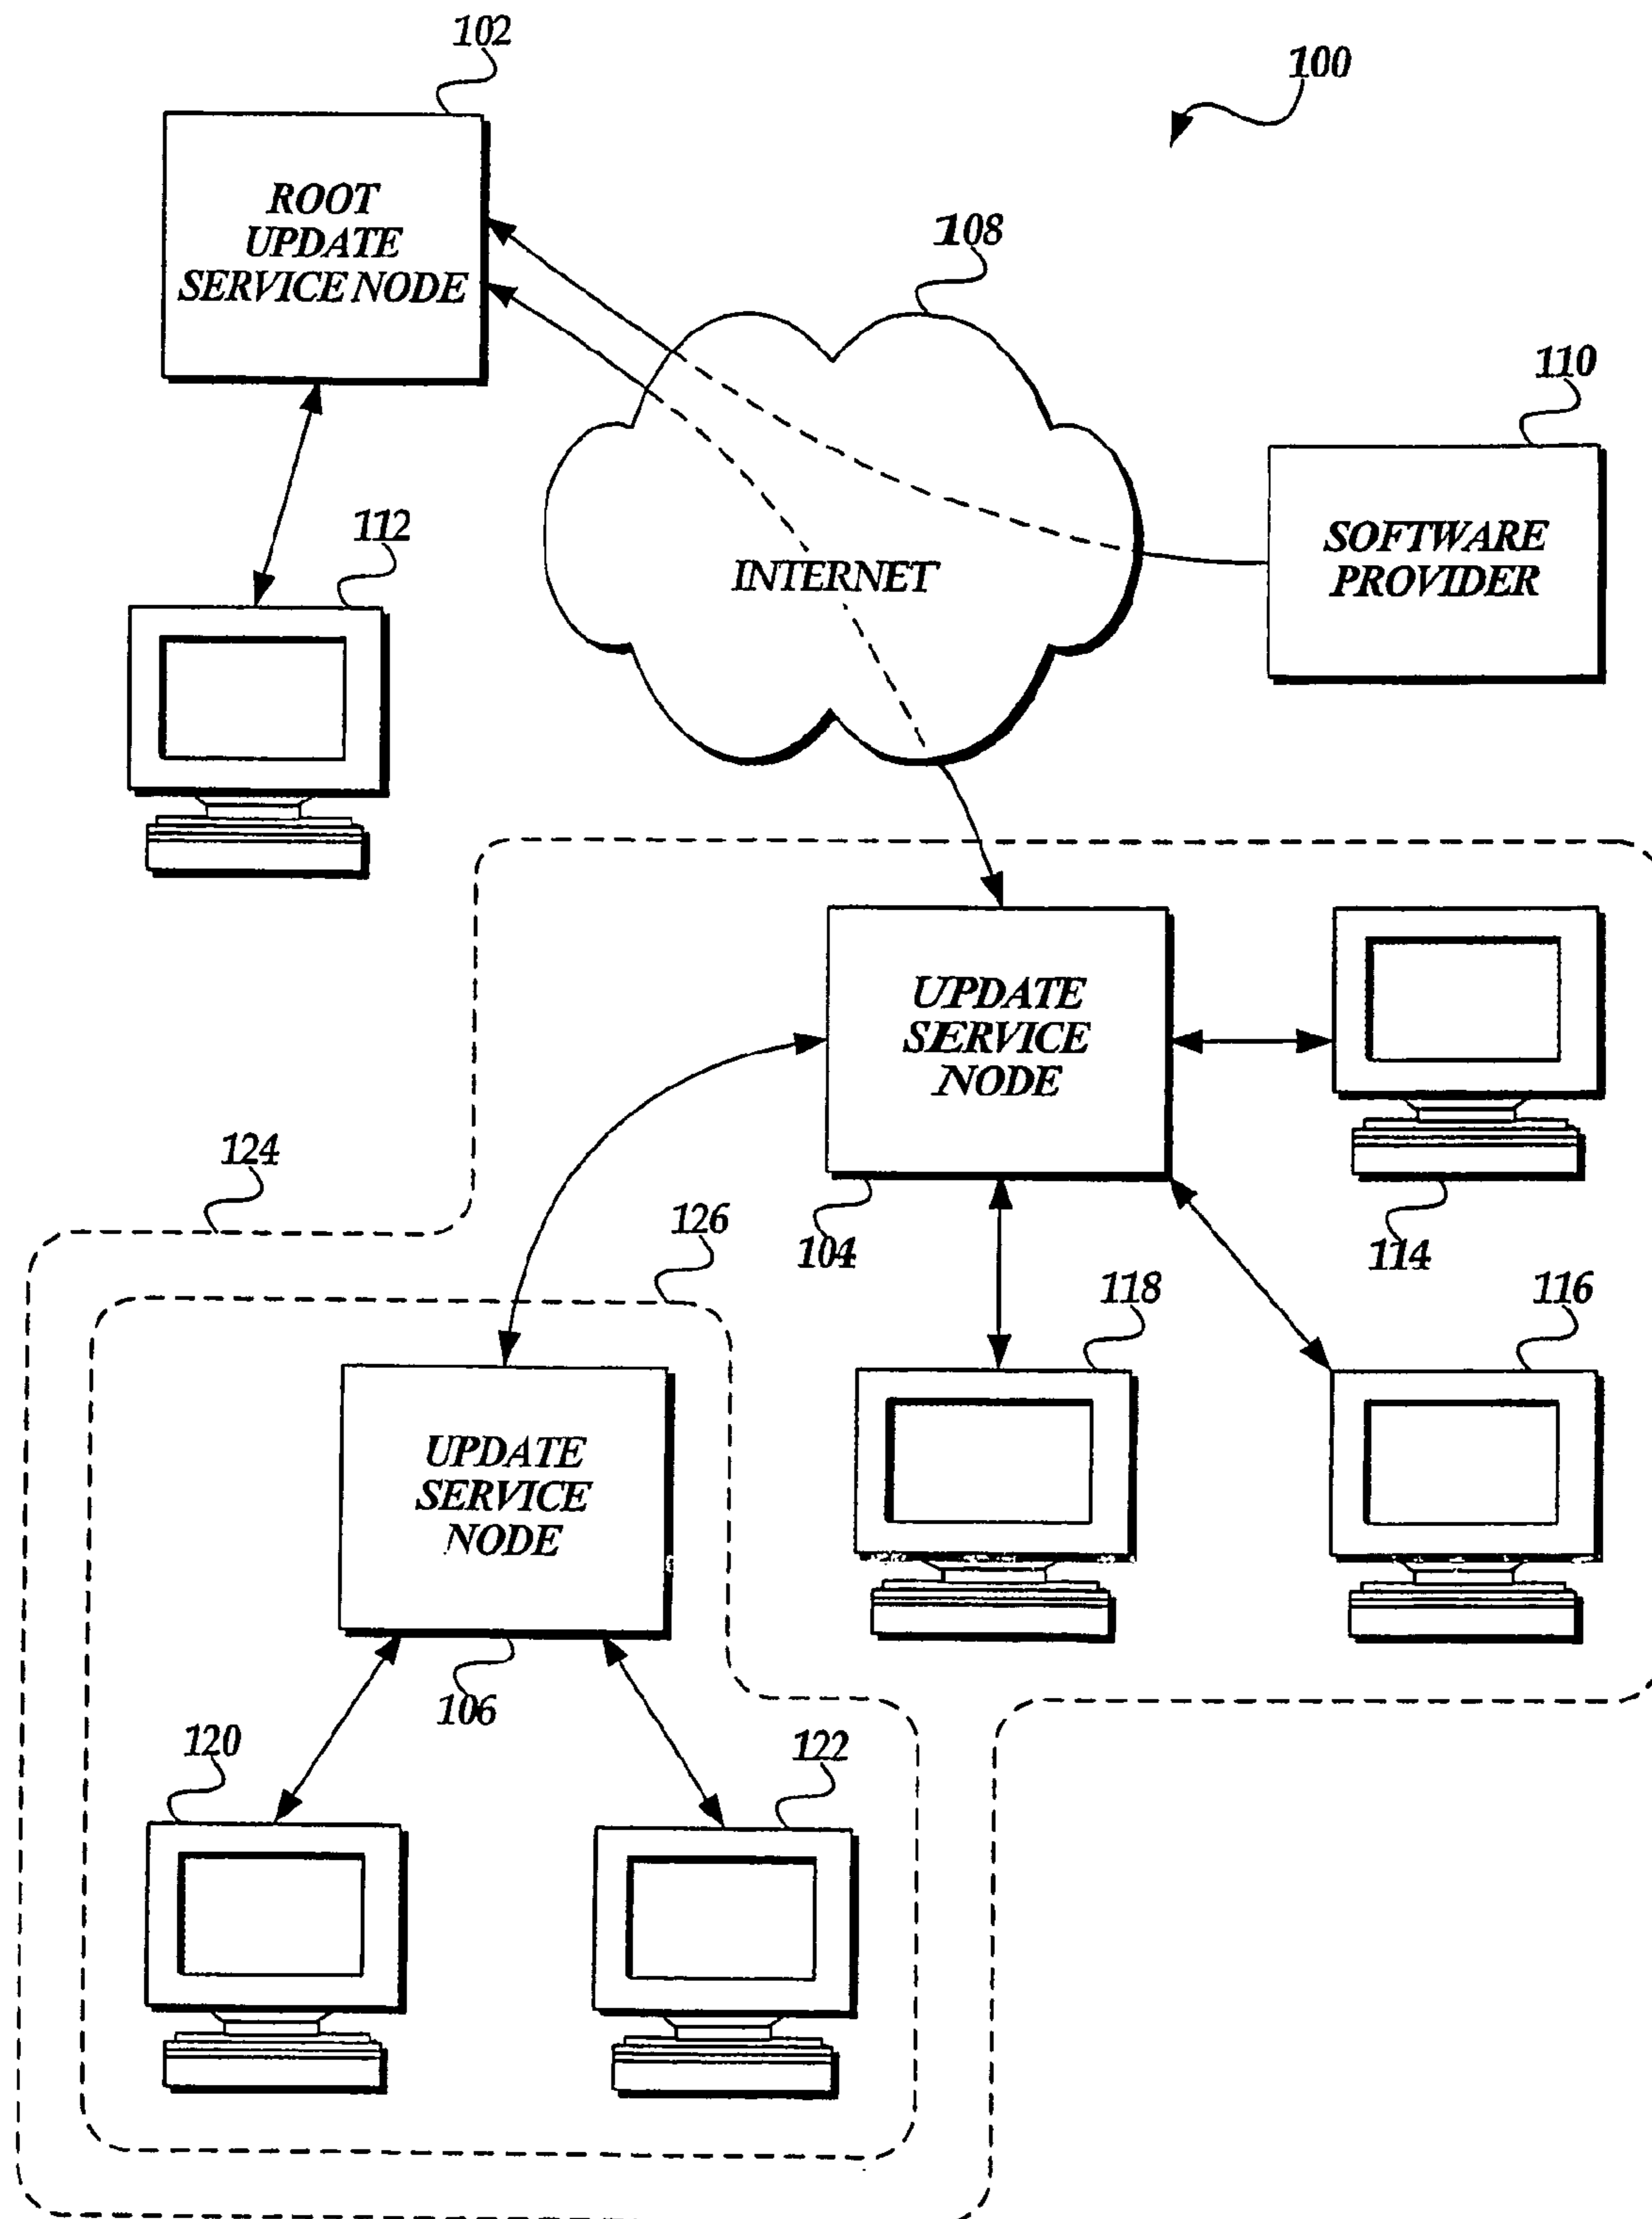 102
100
ROOT
UPDATE
SERVICE NODE
108
110
112
SOFTWARE
PROVIDER
INTERNET
UPDATE
SERVICE
NODE
124
126
104
114
118
116
UPDATE
SERVICE
NODE
106
120
122